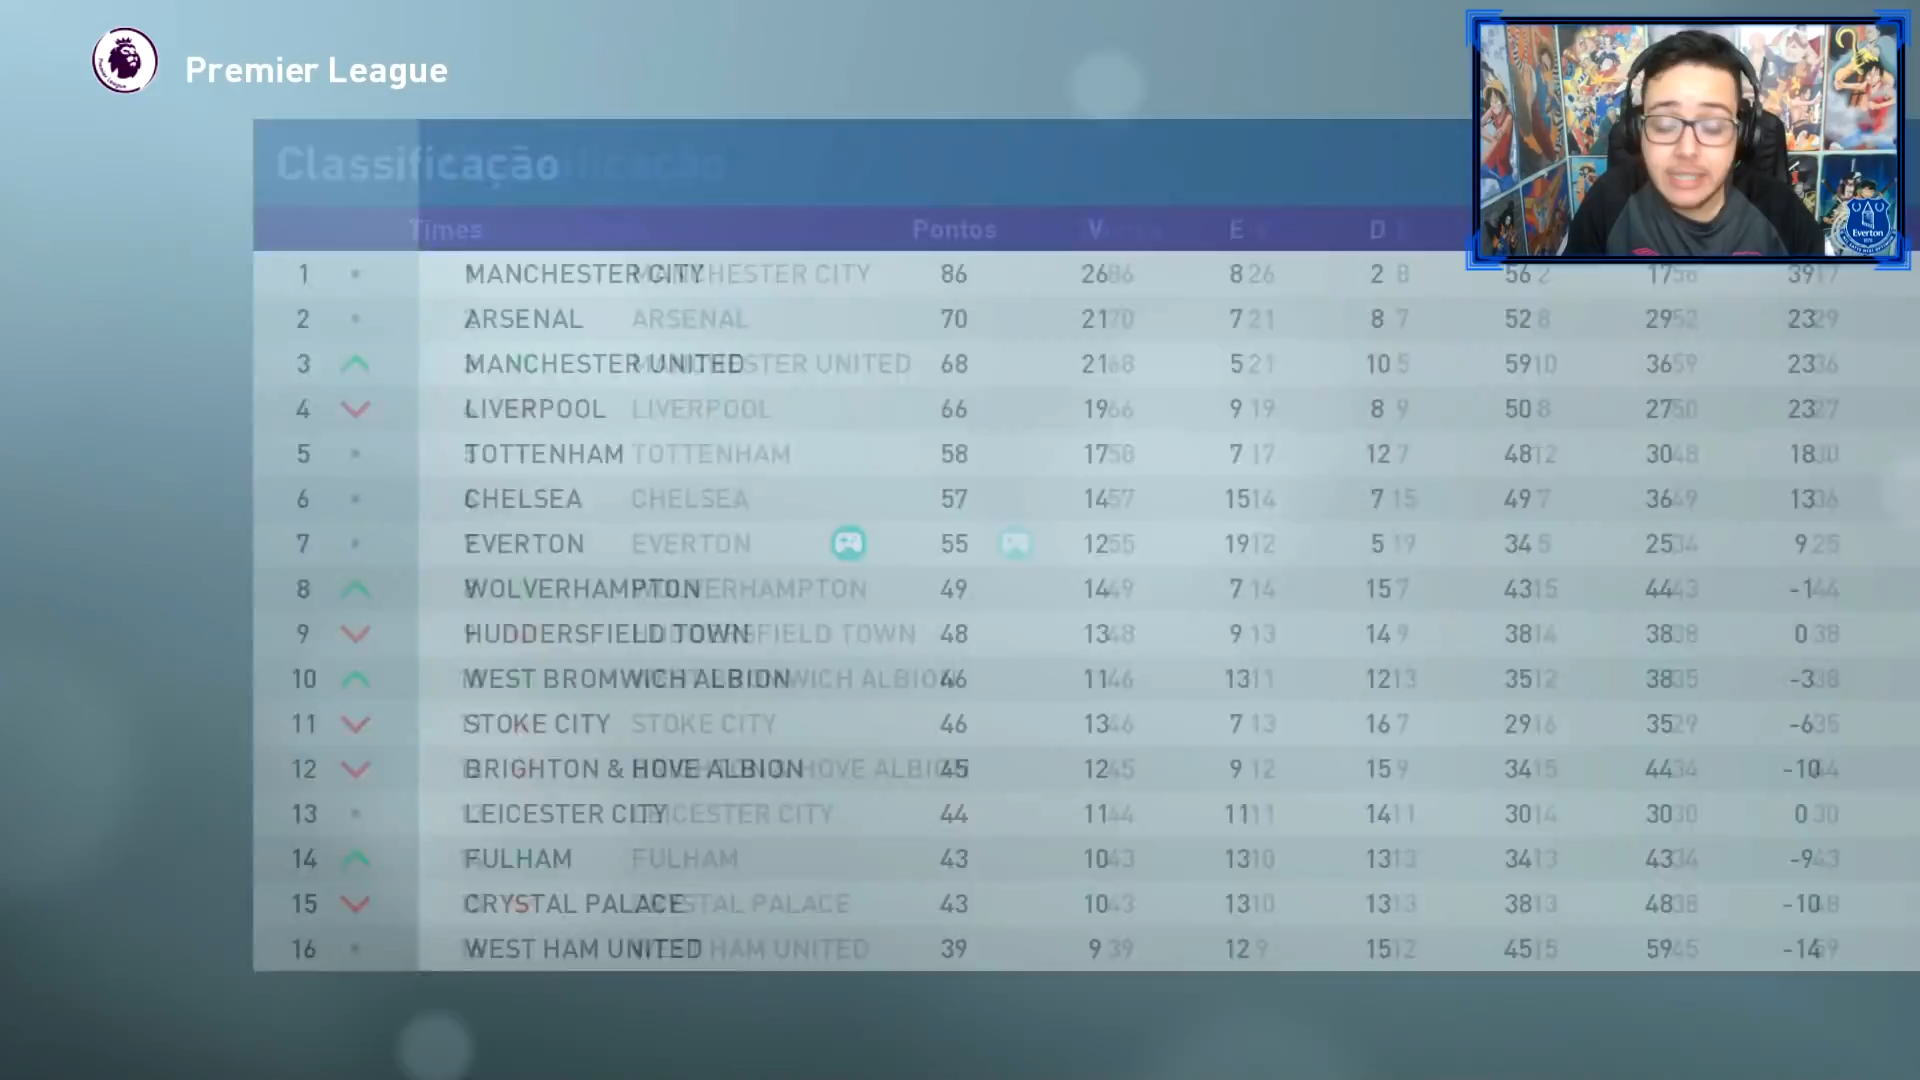 Premier League
Classificação
Times Pontos V E D
1 MANCHESTER CITY 86 26 8 2 56 17 39
2 ARSENAL 70 21 7 8 52 29 23
3 MANCHESTER UNITED 68 21 5 10 59 36 23
4 LIVERPOOL 66 19 9 8 50 27 23
5 TOTTENHAM 58 17 7 12 48 30 18
6 CHELSEA 57 14 15 7 49 36 13
7 EVERTON 55 12 19 5 34 25 9
8 WOLVERHAMPTON 49 14 7 15 43 44 -1
9 HUDDERSFIELD TOWN 48 13 9 14 38 38 0
10 WEST BROMWICH ALBION 46 11 13 12 35 38 -3
11 STOKE CITY 46 13 7 16 29 35 -6
12 BRIGHTON & HOVE ALBION 45 12 9 15 34 44 -10
13 LEICESTER CITY 44 11 11 14 30 30 0
14 FULHAM 43 10 13 13 34 43 -9
15 CRYSTAL PALACE 43 10 13 13 38 48 -10
16 WEST HAM UNITED 39 9 12 15 45 59 -14
Everton